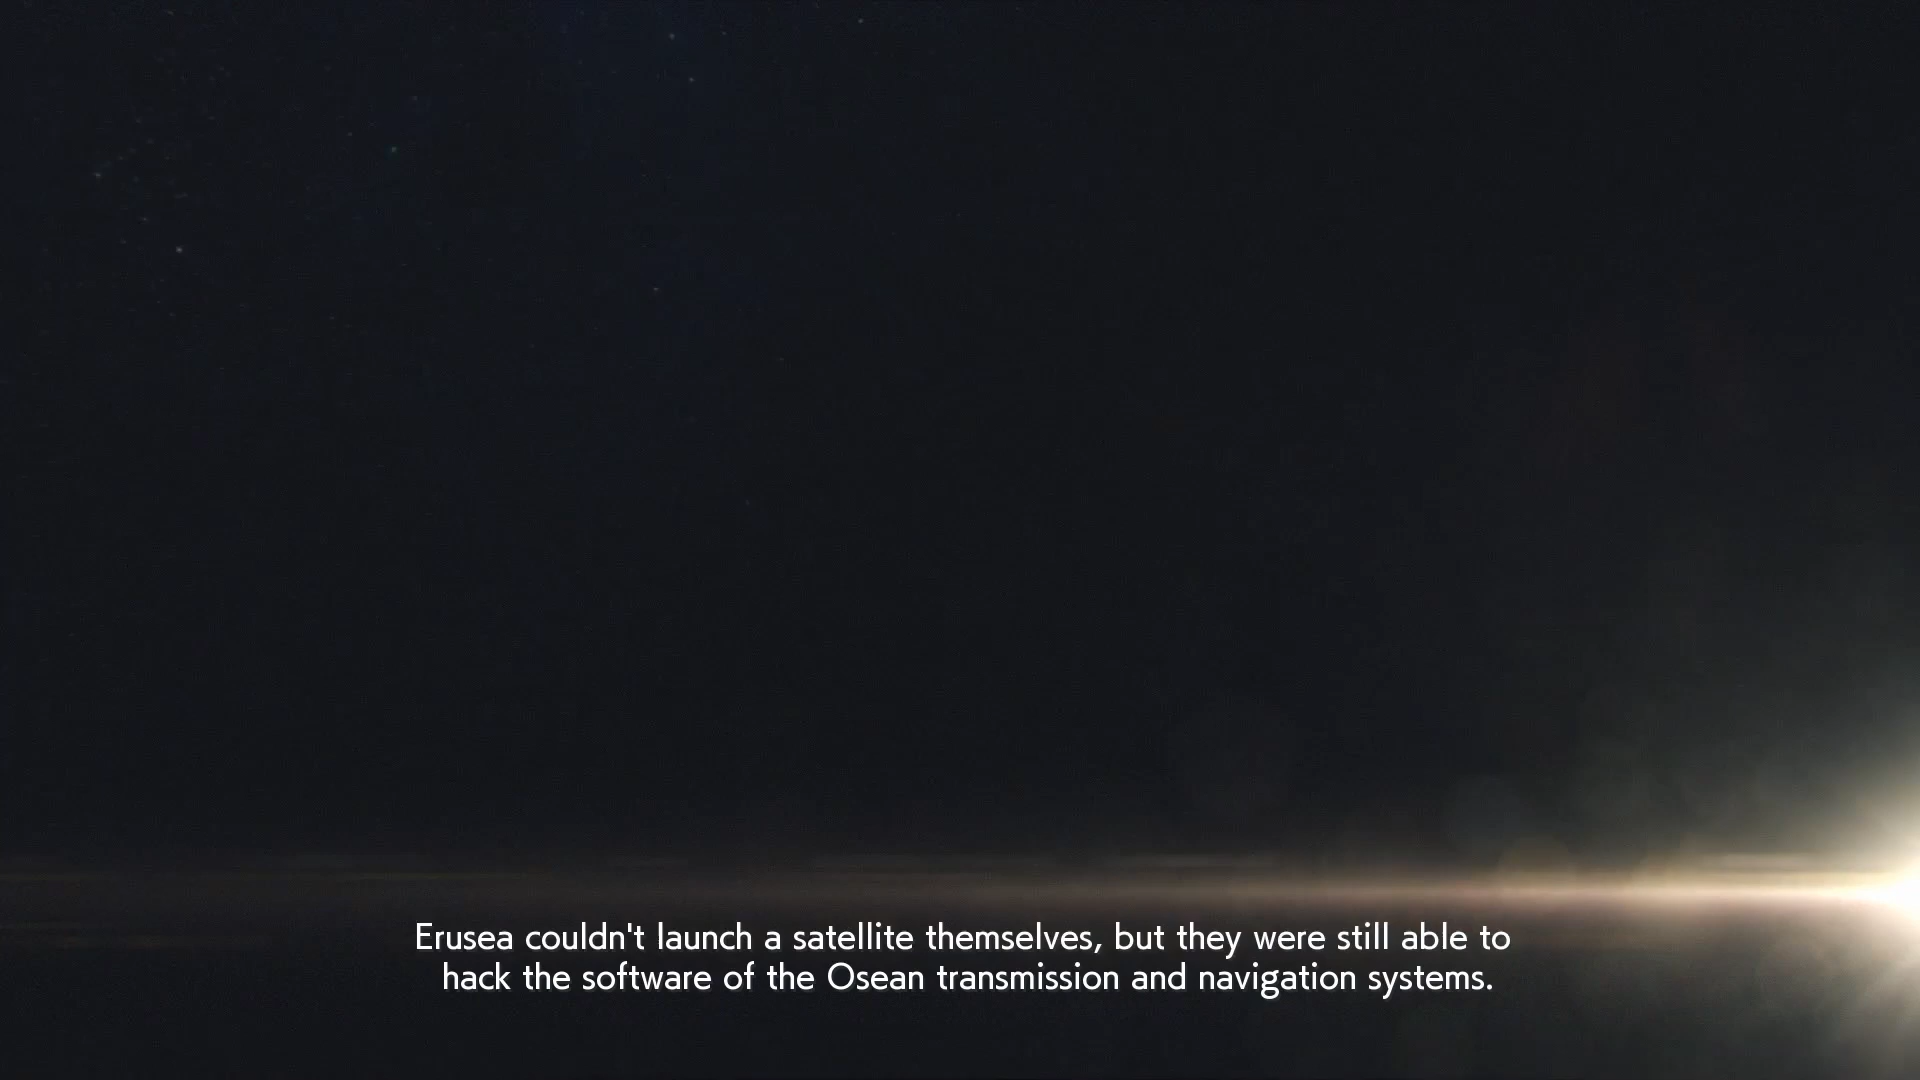 Erusea couldn't launch a satellite themselves, but they were still able to
hack the software of the Osean transmission and navigation systems.